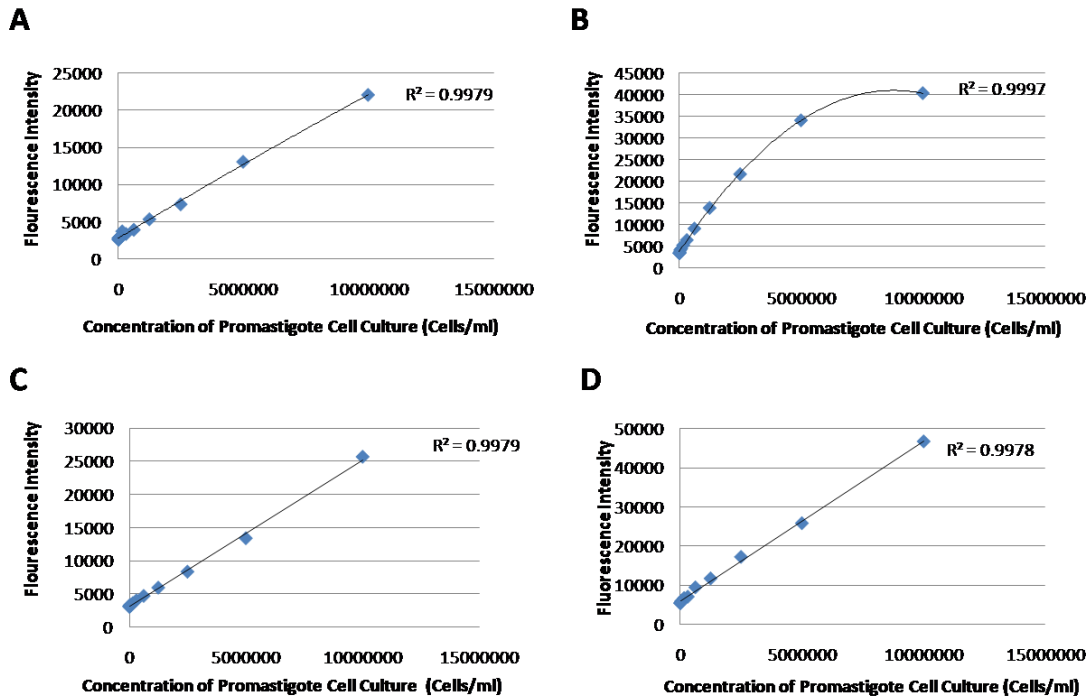 A
25000
20000
15000
10000
5000
0
Flourescence Intensity
R² = 0.9979
0 5000000 10000000 15000000
Concentration of Promastigote Cell Culture (Cells/ml)
B
45000
40000
35000
30000
25000
20000
15000
10000
5000
0
Flourescence Intensity
R² = 0.9997
0 5000000 10000000 15000000
Concentration of Promastigote Cell Culture (Cells/ml)
C
30000
25000
20000
15000
10000
5000
0
Flourescence Intensity
R² = 0.9979
0 5000000 10000000 15000000
Concentration of Promastigote Cell Culture (Cells/ml)
D
50000
40000
30000
20000
10000
0
Fluorescence Intensity
R² = 0.9978
0 5000000 10000000 15000000
Concentration of Promastigote Cell Culture (Cells/ml)